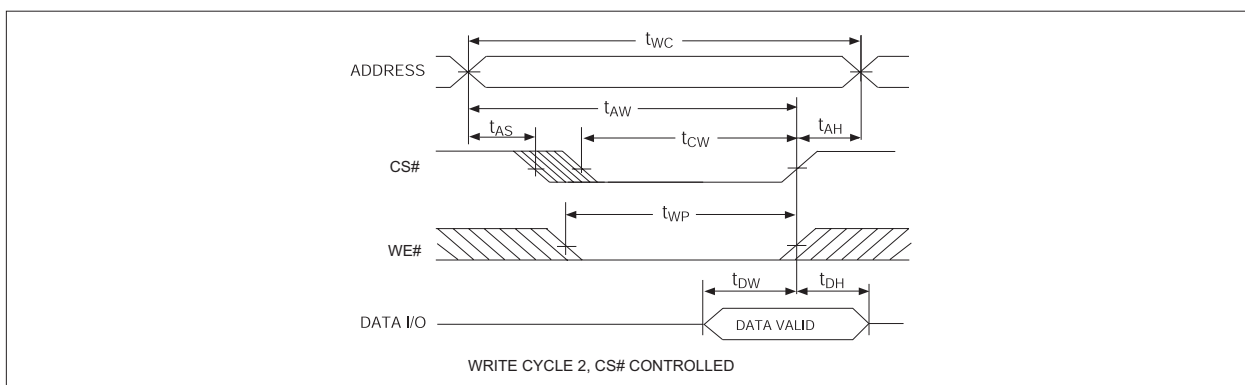 tWC
ADDRESS
tAW
tAS
tCW
tAH
CS#
tWP
WE#
tDW
tDH
DATA I/O
DATA VALID
WRITE CYCLE 2, CS# CONTROLLED